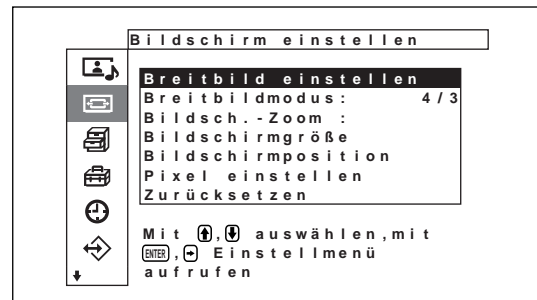 Bildschirm einstellen
Breitbild einstellen
Breitbildmodus: 4/3
Bildsch.-Zoom :
Bildschirmgröße
Bildschirmposition
Pixel einstellen
Zurücksetzen
Mit ↑,↓ auswählen,mit
ENTER,→ Einstellmenü
aufrufen